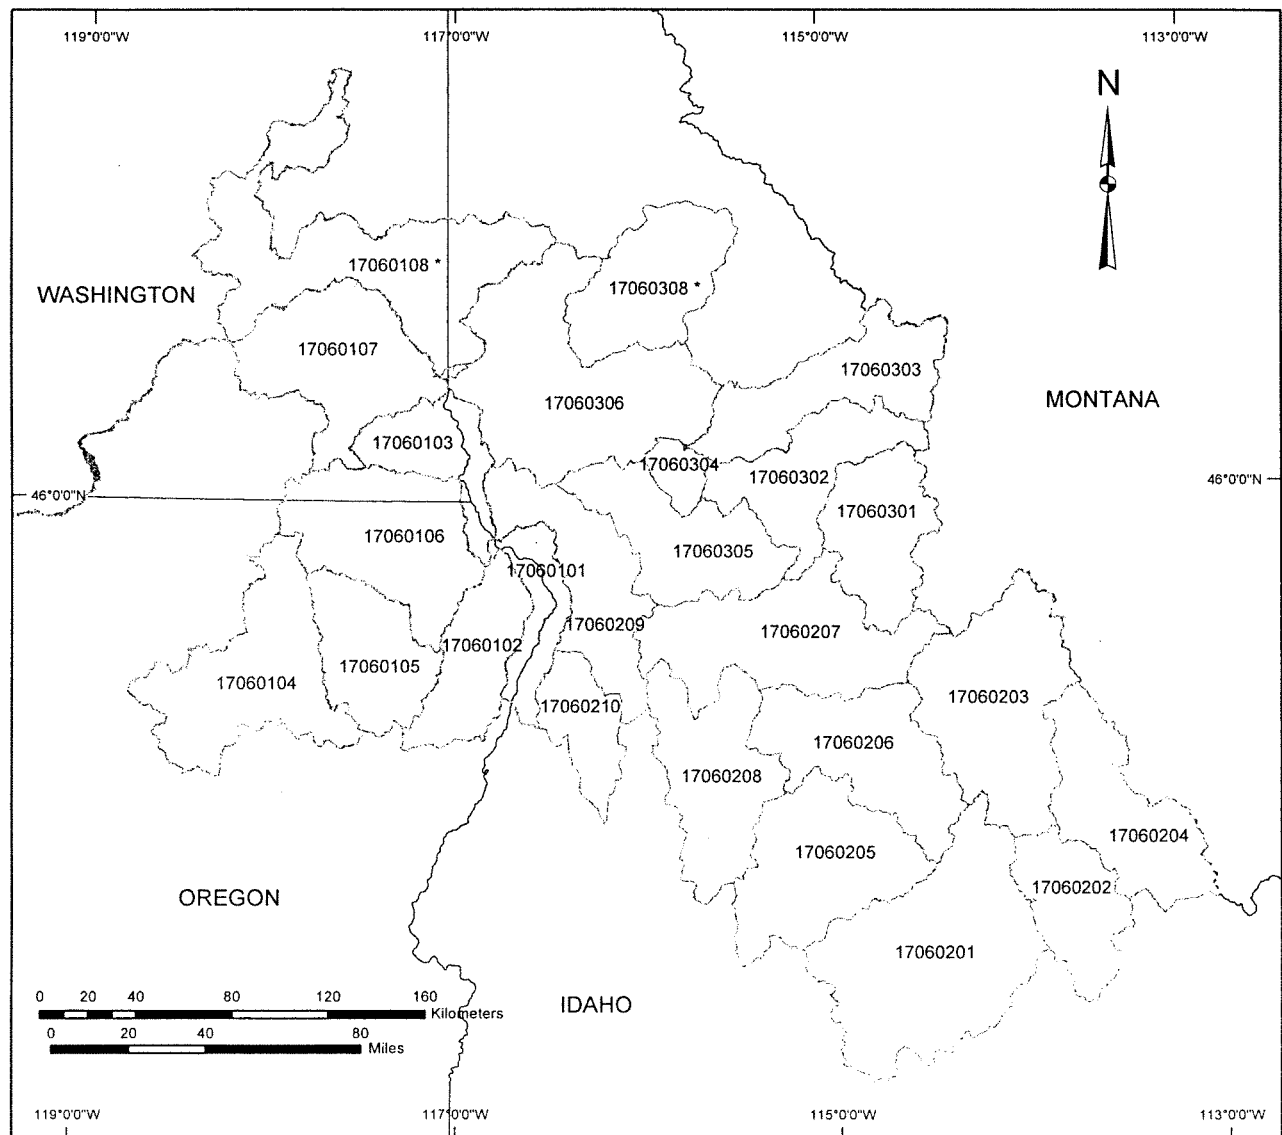 119°0'0"W
117°0'0"W
115°0'0"W
113°0'0"W
N
17060108 *
WASHINGTON
17060308 *
17060107
17060303
MONTANA
17060306
17060103
17060304
17060302
46°0'0"N
46°0'0"N
17060301
17060106
17060305
17060101
17060209
17060207
17060102
17060105
17060104
17060203
17060210
17060206
17060208
17060204
17060205
17060202
OREGON
17060201
0 20 40 80 120 160
Kilometers
IDAHO
0 20 40 80
Miles
119°0'0"W
117°0'0"W
115°0'0"W
113°0'0"W